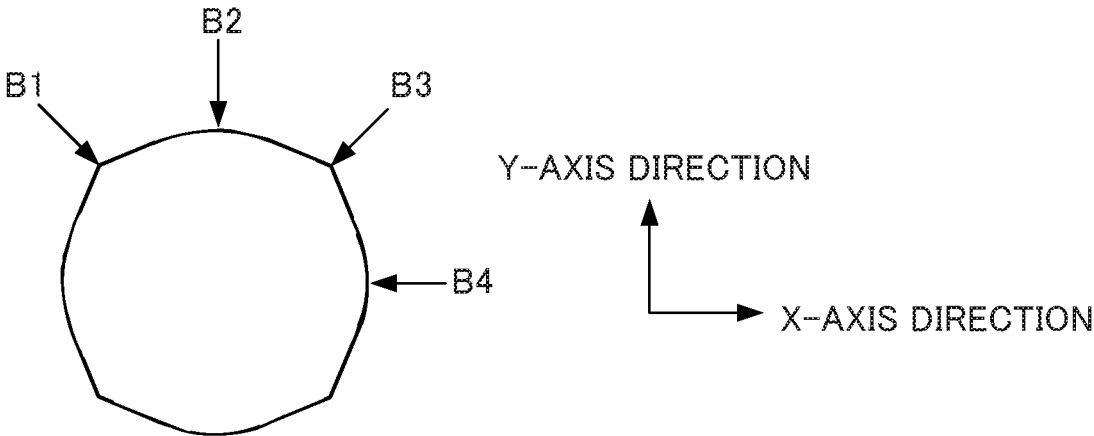 B2
B1
B3
Y-AXIS DIRECTION
B4
X-AXIS DIRECTION